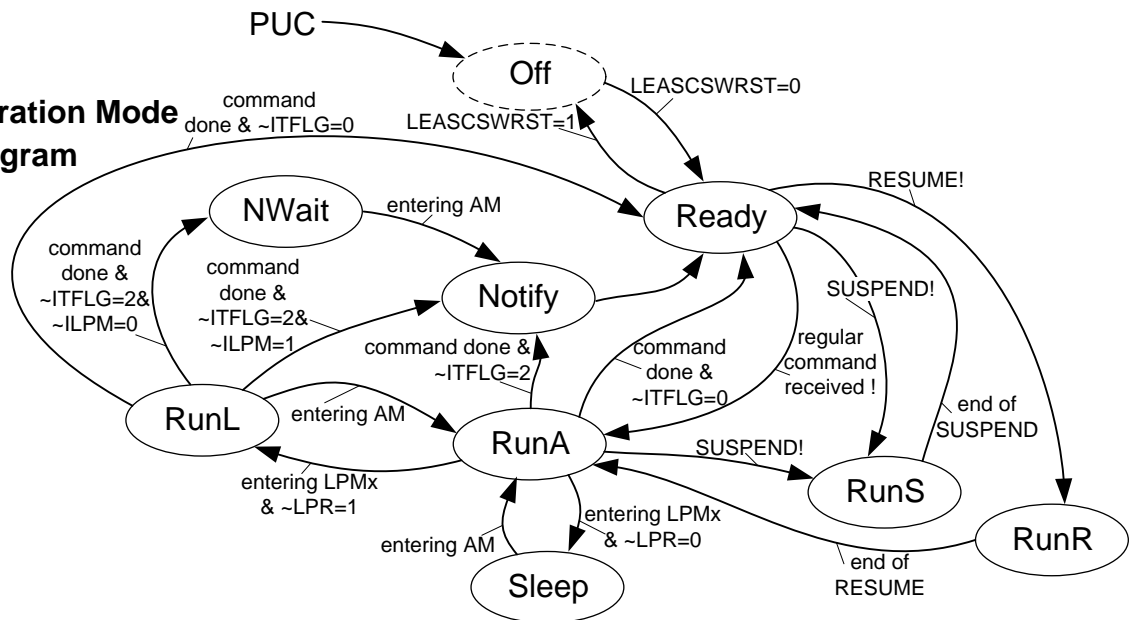 PUC
Off
LEASCSWRST=0
command
done & ~ITFLG=0
LEASCSWRST=1
Mode
RESUME!
NWait
entering AM
Ready
command
done &
~ITFLG=2&
~ILPM=0
command
done &
~ITFLG=2&
~ILPM=1
Notify
SUSPEND!
command done &
~ITFLG=2
command
done &
~ITFLG=0
regular
command
received !
RunL
entering AM
RunA
end of
SUSPEND
SUSPEND!
entering LPMx
& ~LPR=1
RunS
entering AM
entering LPMx
& ~LPR=0
RunR
Sleep
end of
RESUME